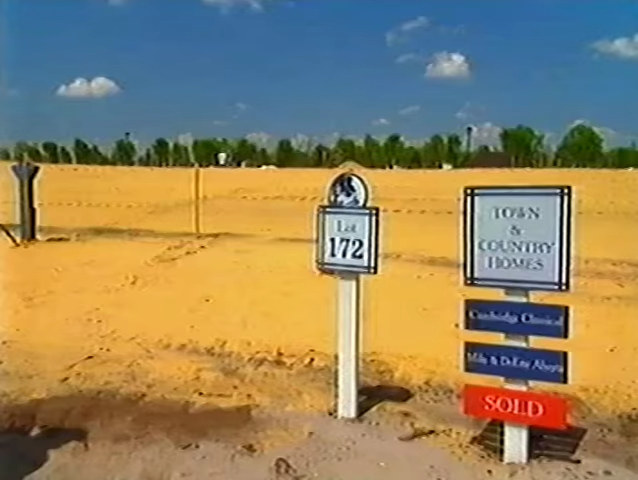 Lot
172
TOWN
&
COUNTRY
HOMES
Cambridge Classical
SOLD